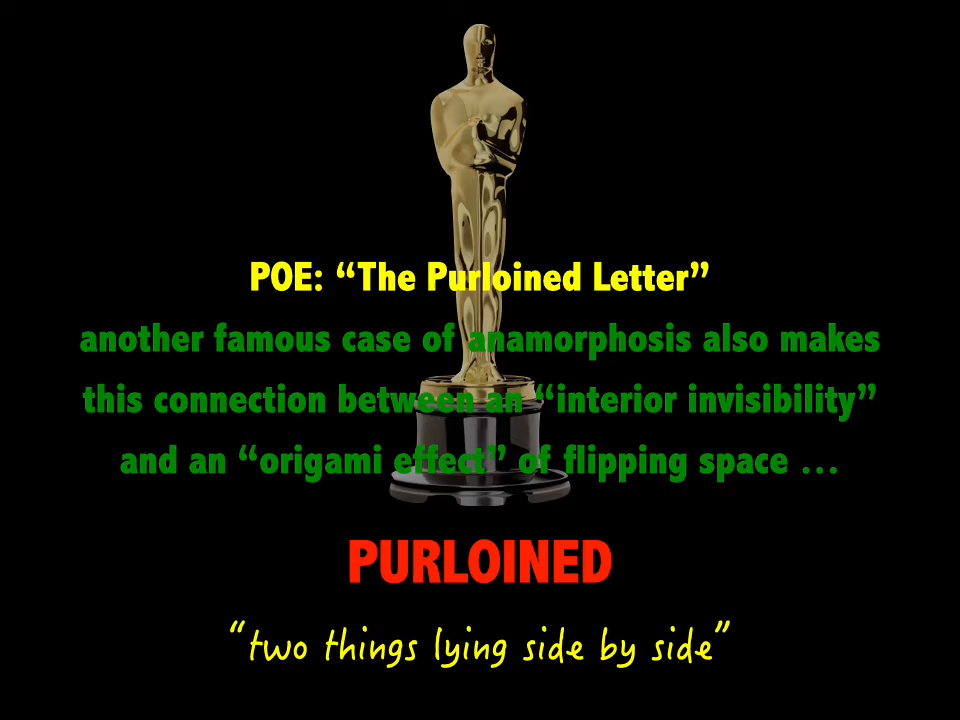 POE: “The Purloined Letter”
another famous case of anamorphosis also makes
this connection between an “interior invisibility”
and an “origami effect” of flipping space …
PURLOINED
“two things lying side by side”